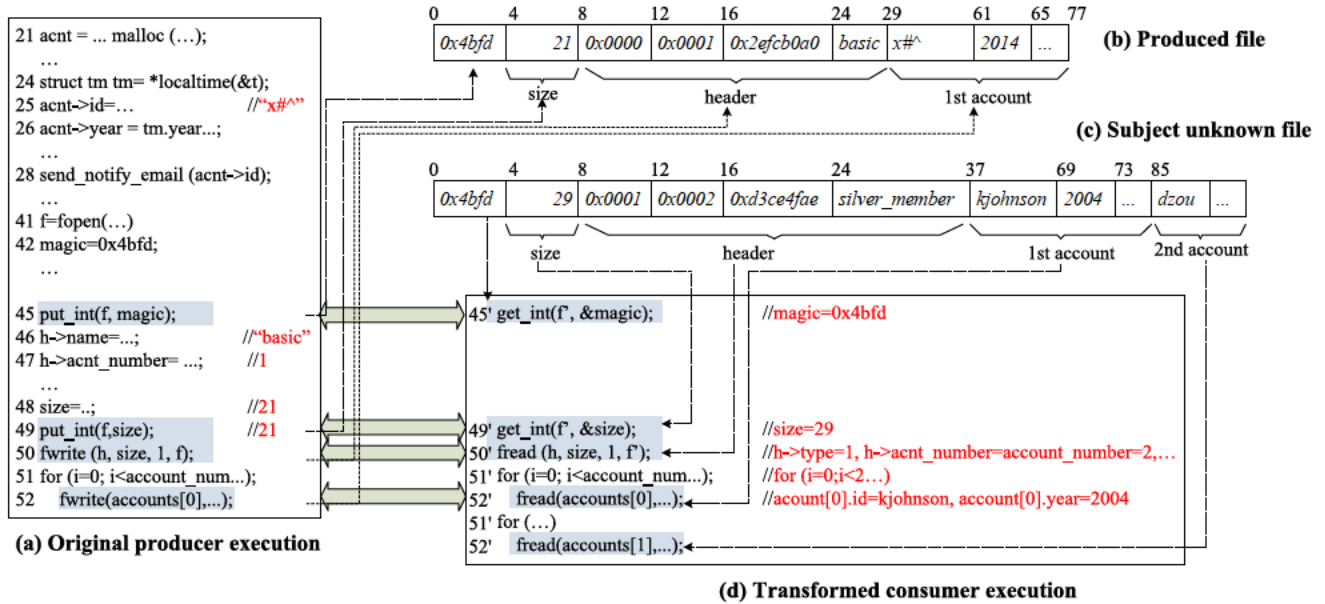 21 acnt = ... malloc (…);
…
24 struct tm tm= *localtime(&t);
25 acnt->id=… //“x#^”
26 acnt->year = tm.year...;
…
28 send_notify_email (acnt->id);
…
41 f=fopen(…)
42 magic=0x4bfd;
…
45 put_int(f, magic);
46 h->name=...; //“basic”
47 h->acnt_number= ...; //1
…
48 size=..; //21
49 put_int(f,size); //21
50 fwrite (h, size, 1, f);
51 for (i=0; i<account_num...);
52 fwrite(accounts[0],...);
(a) Original producer execution
0 4 8 12 16 24 29 61 65 77
0x4bfd 21 0x0000 0x0001 0x2efcb0a0 basic x#^ 2014 ...
(b) Produced file
size header 1st account
(c) Subject unknown file
0 4 8 12 16 24 37 69 73 85
0x4bfd 29 0x0001 0x0002 0xd3ce4fae silver_member kjohnson 2004 ... dzou ...
size header 1st account 2nd account
45' get_int(f', &magic); //magic=0x4bfd
49' get_int(f', &size); //size=29
50' fread (h, size, 1, f'); //h->type=1, h->acnt_number=account_number=2,…
51' for (i=0; i<account_num...); //for (i=0;i<2…)
52' fread(accounts[0],...); //acount[0].id=kjohnson, account[0].year=2004
51' for (…)
52' fread(accounts[1],...);
(d) Transformed consumer execution